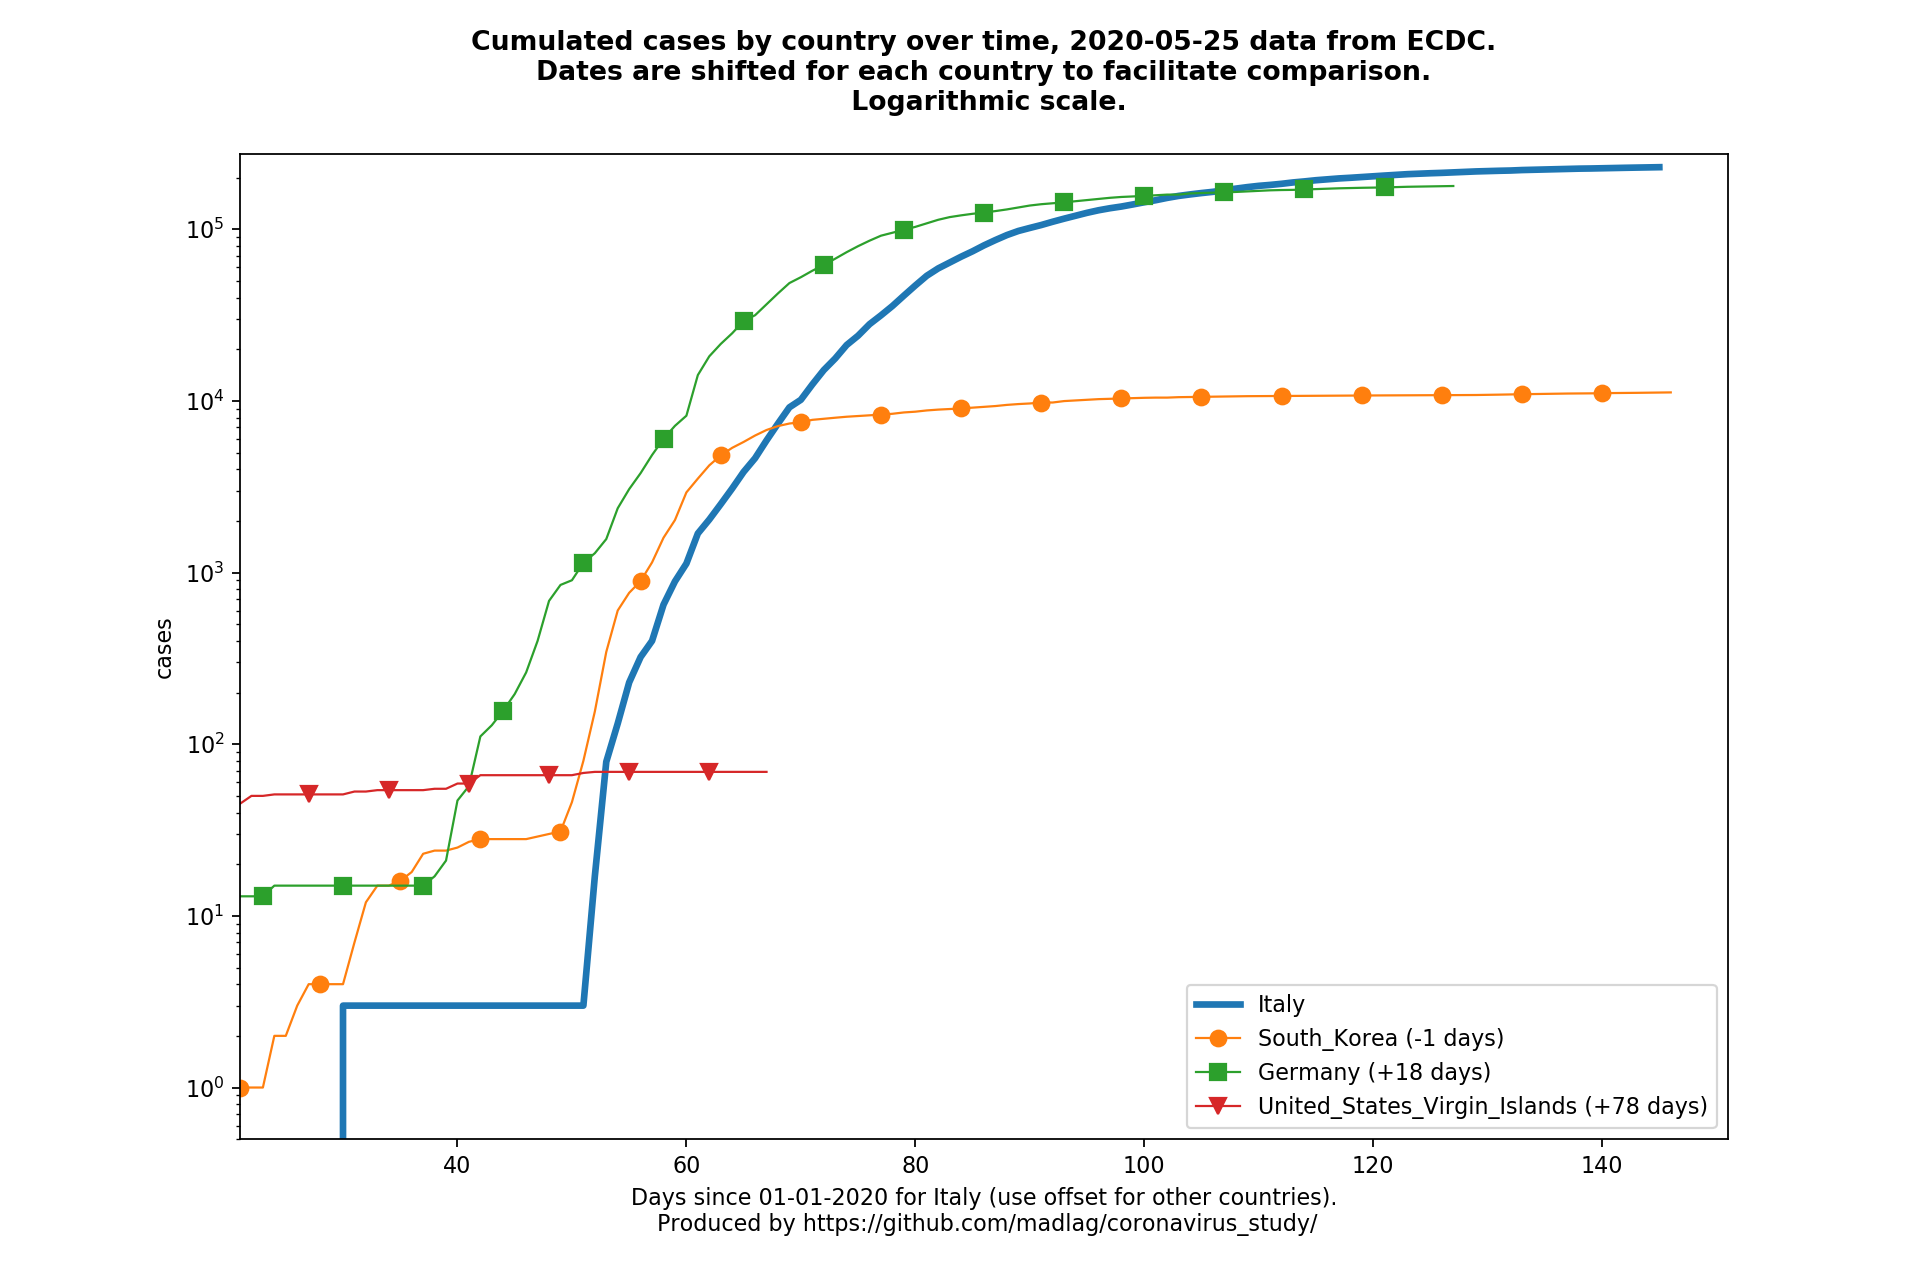 Cumulated cases by country over time, 2020-05-25 data from ECDC.
Dates are shifted for each country to facilitate comparison.
Logarithmic scale.
10^5
10^4
10^3
10^2
10^1
10^0
cases
Italy
South_Korea (-1 days)
Germany (+18 days)
United_States_Virgin_Islands (+78 days)
40 60 80 100 120 140
Days since 01-01-2020 for Italy (use offset for other countries).
Produced by https://github.com/madlag/coronavirus_study/